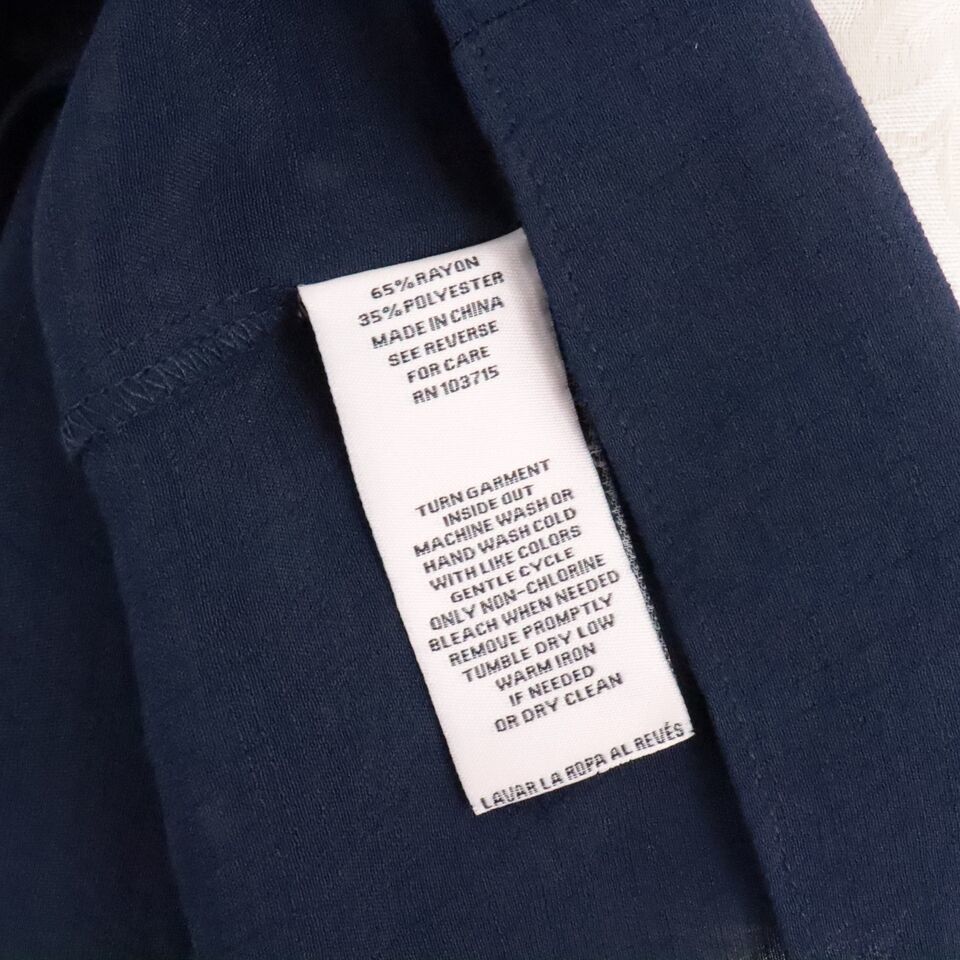 65% RAYON
35% POLYESTER
MADE IN CHINA
SEE REVERSE
FOR CARE
RN 103715
TURN GARMENT
INSIDE OUT
MACHINE WASH OR
HAND WASH COLD
WITH LIKE COLORS
GENTLE CYCLE
ONLY NON-CHLORINE
BLEACH WHEN NEEDED
REMOVE PROMPTLY
TUMBLE DRY LOW
WARM IRON
IF NEEDED
OR DRY CLEAN
LAVAR LA ROPA AL REVÉS